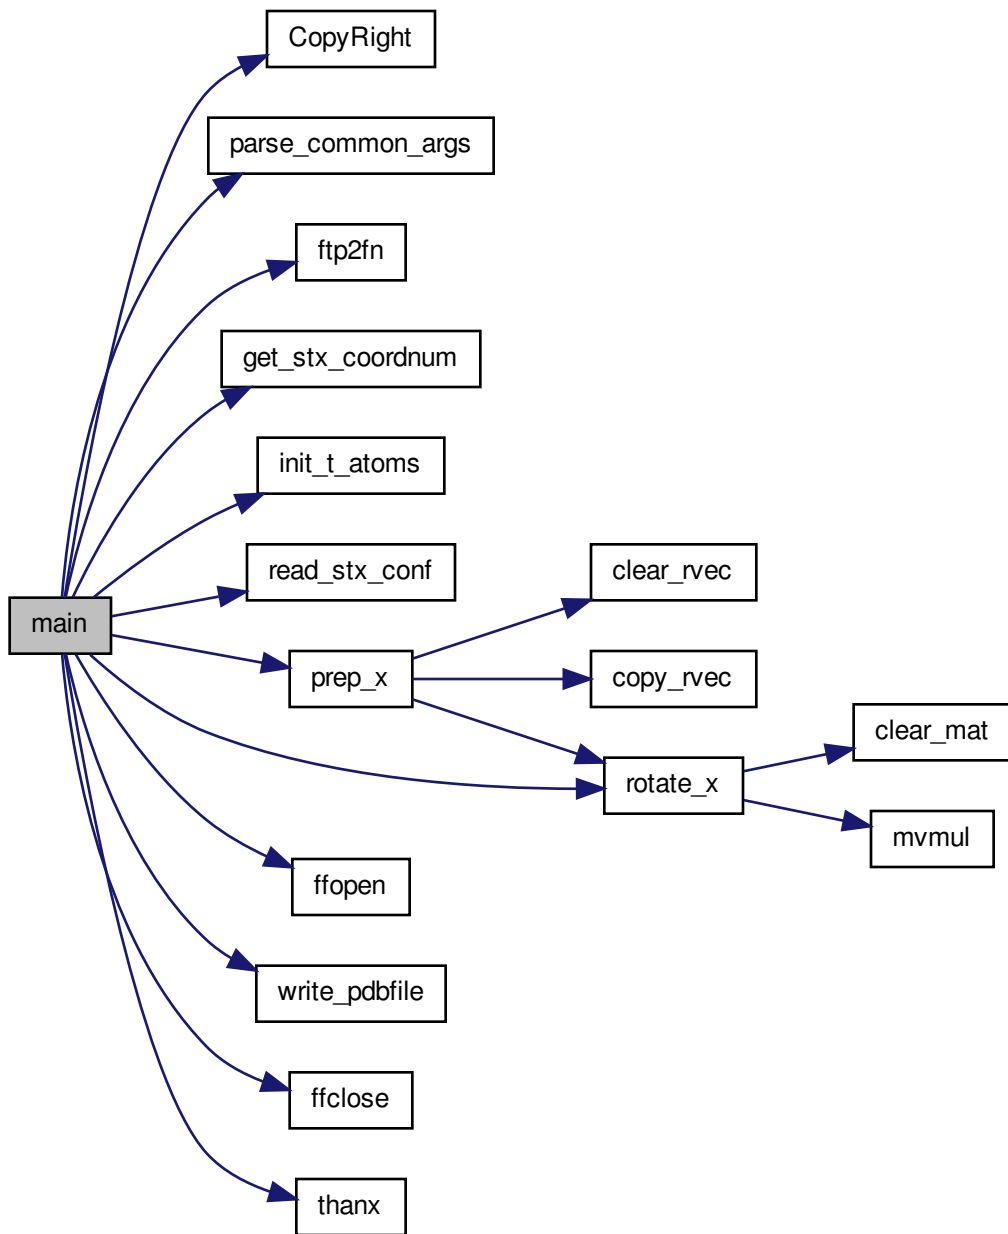 CopyRight
parse_common_args
ftp2fn
get_stx_coordnum
init_t_atoms
read_stx_conf
clear_rvec
main
prep_x
copy_rvec
clear_mat
rotate_x
mvmul
ffopen
write_pdbfile
ffclose
thanx